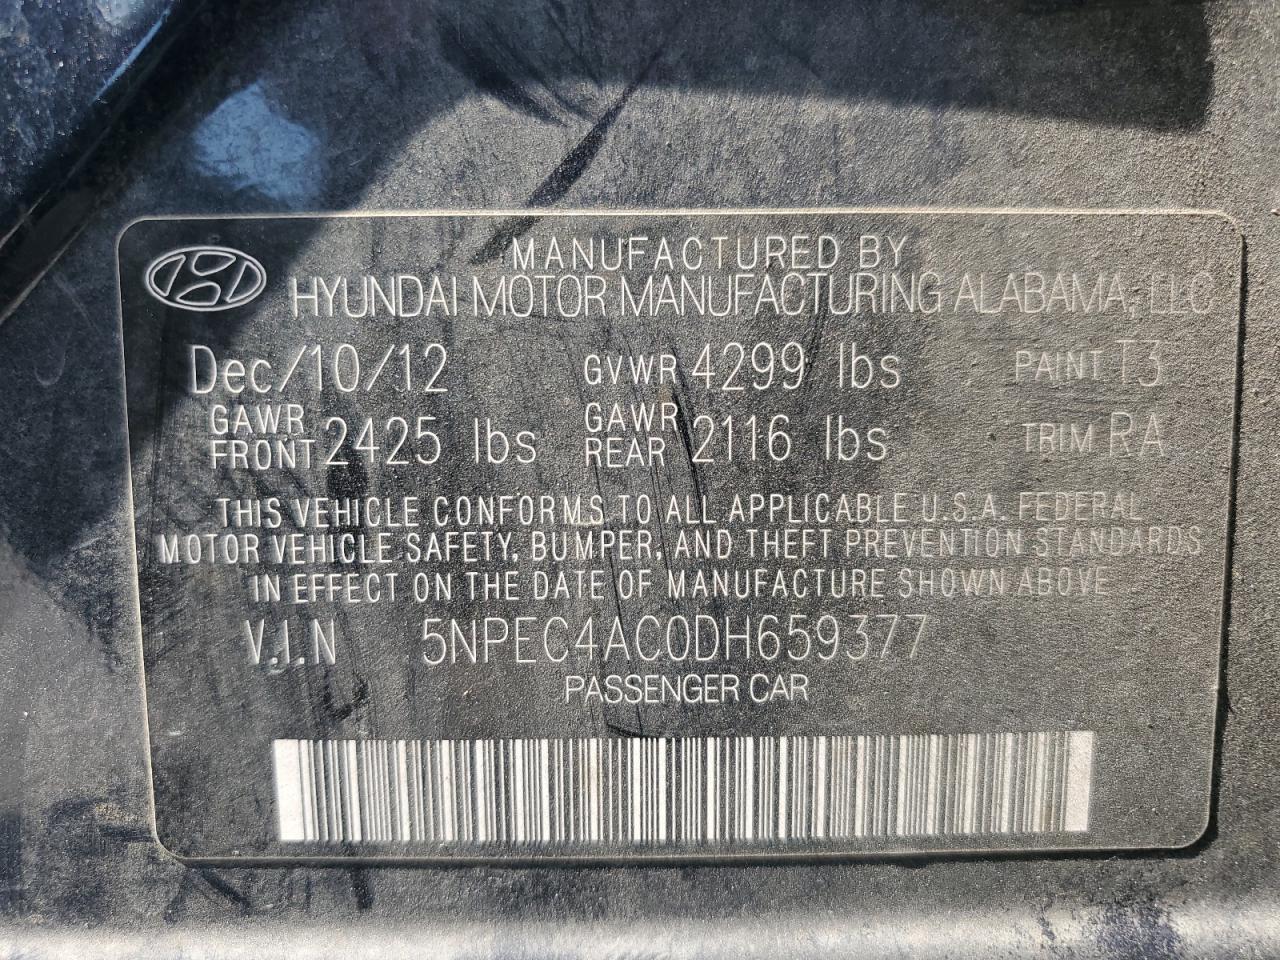 MANUFACTURED BY
HYUNDAI MOTOR MANUFACTURING ALABAMA, LLC
Dec/10/12 GVWR 4299 lbs PAINT T3
GAWR FRONT 2425 lbs GAWR REAR 2116 lbs TRIM RA
THIS VEHICLE CONFORMS TO ALL APPLICABLE U.S.A. FEDERAL
MOTOR VEHICLE SAFETY, BUMPER, AND THEFT PREVENTION STANDARDS
IN EFFECT ON THE DATE OF MANUFACTURE SHOWN ABOVE
V.I.N 5NPEC4AC0DH659377
PASSENGER CAR